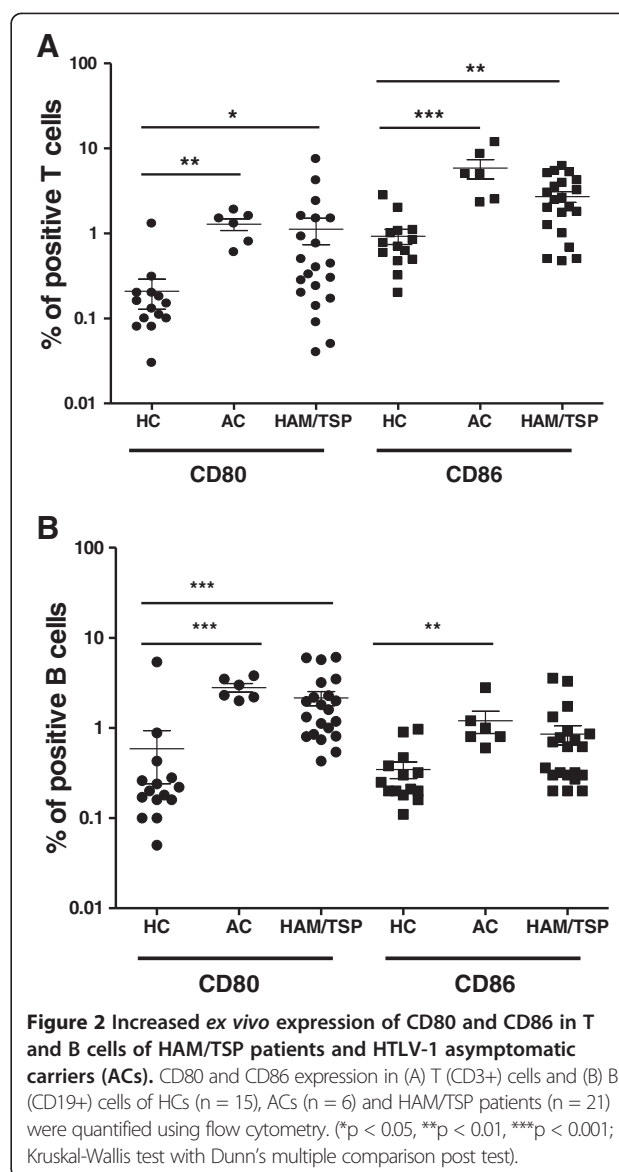 A
% of positive T cells
100
10
1
0.1
0.01
*
**
**
***
HC AC HAM/TSP HC AC HAM/TSP
CD80 CD86
B
% of positive B cells
100
10
1
0.1
0.01
***
***
**
HC AC HAM/TSP HC AC HAM/TSP
CD80 CD86
Figure 2 Increased ex vivo expression of CD80 and CD86 in T
and B cells of HAM/TSP patients and HTLV-1 asymptomatic
carriers (ACs). CD80 and CD86 expression in (A) T (CD3+) cells and (B) B
(CD19+) cells of HCs (n = 15), ACs (n = 6) and HAM/TSP patients (n = 21)
were quantified using flow cytometry. (*p < 0.05, **p < 0.01, ***p < 0.001;
Kruskal-Wallis test with Dunn's multiple comparison post test).